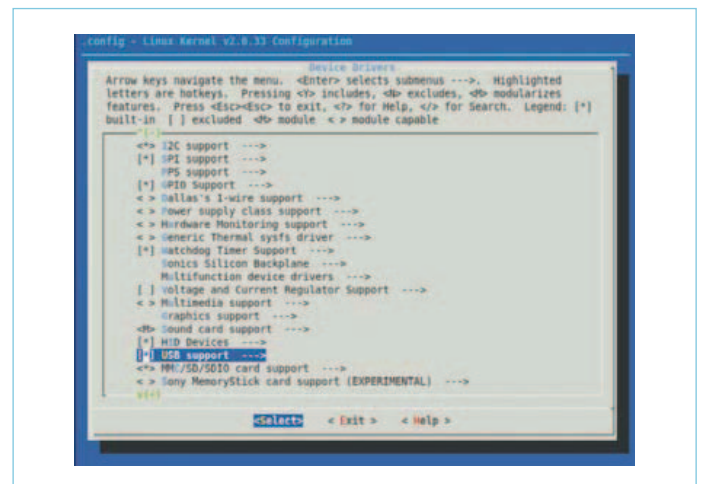 .config - Linux Kernel v2.6.33 Configuration
Device Drivers
Arrow keys navigate the menu. <Enter> selects submenus --->. Highlighted
letters are hotkeys. Pressing <Y> includes, <N> excludes, <M> modularizes
features. Press <Esc><Esc> to exit, <?> for Help, </> for Search. Legend: [*]
built-in [ ] excluded <M> module < > module capable
^(-)
<*> I2C support --->
[*] SPI support --->
PPS support --->
[*] GPIO Support --->
< > Dallas's 1-wire support --->
< > Power supply class support --->
< > Hardware Monitoring support --->
< > Generic Thermal sysfs driver --->
[*] Watchdog Timer Support --->
Sonics Silicon Backplane --->
Multifunction device drivers --->
[ ] Voltage and Current Regulator Support --->
< > Multimedia support --->
Graphics support --->
<M> Sound card support --->
[*] HID Devices --->
[*] USB support --->
<*> MMC/SD/SDIO card support --->
< > Sony MemoryStick card support (EXPERIMENTAL) --->
v(+)
<Select> < Exit > < Help >